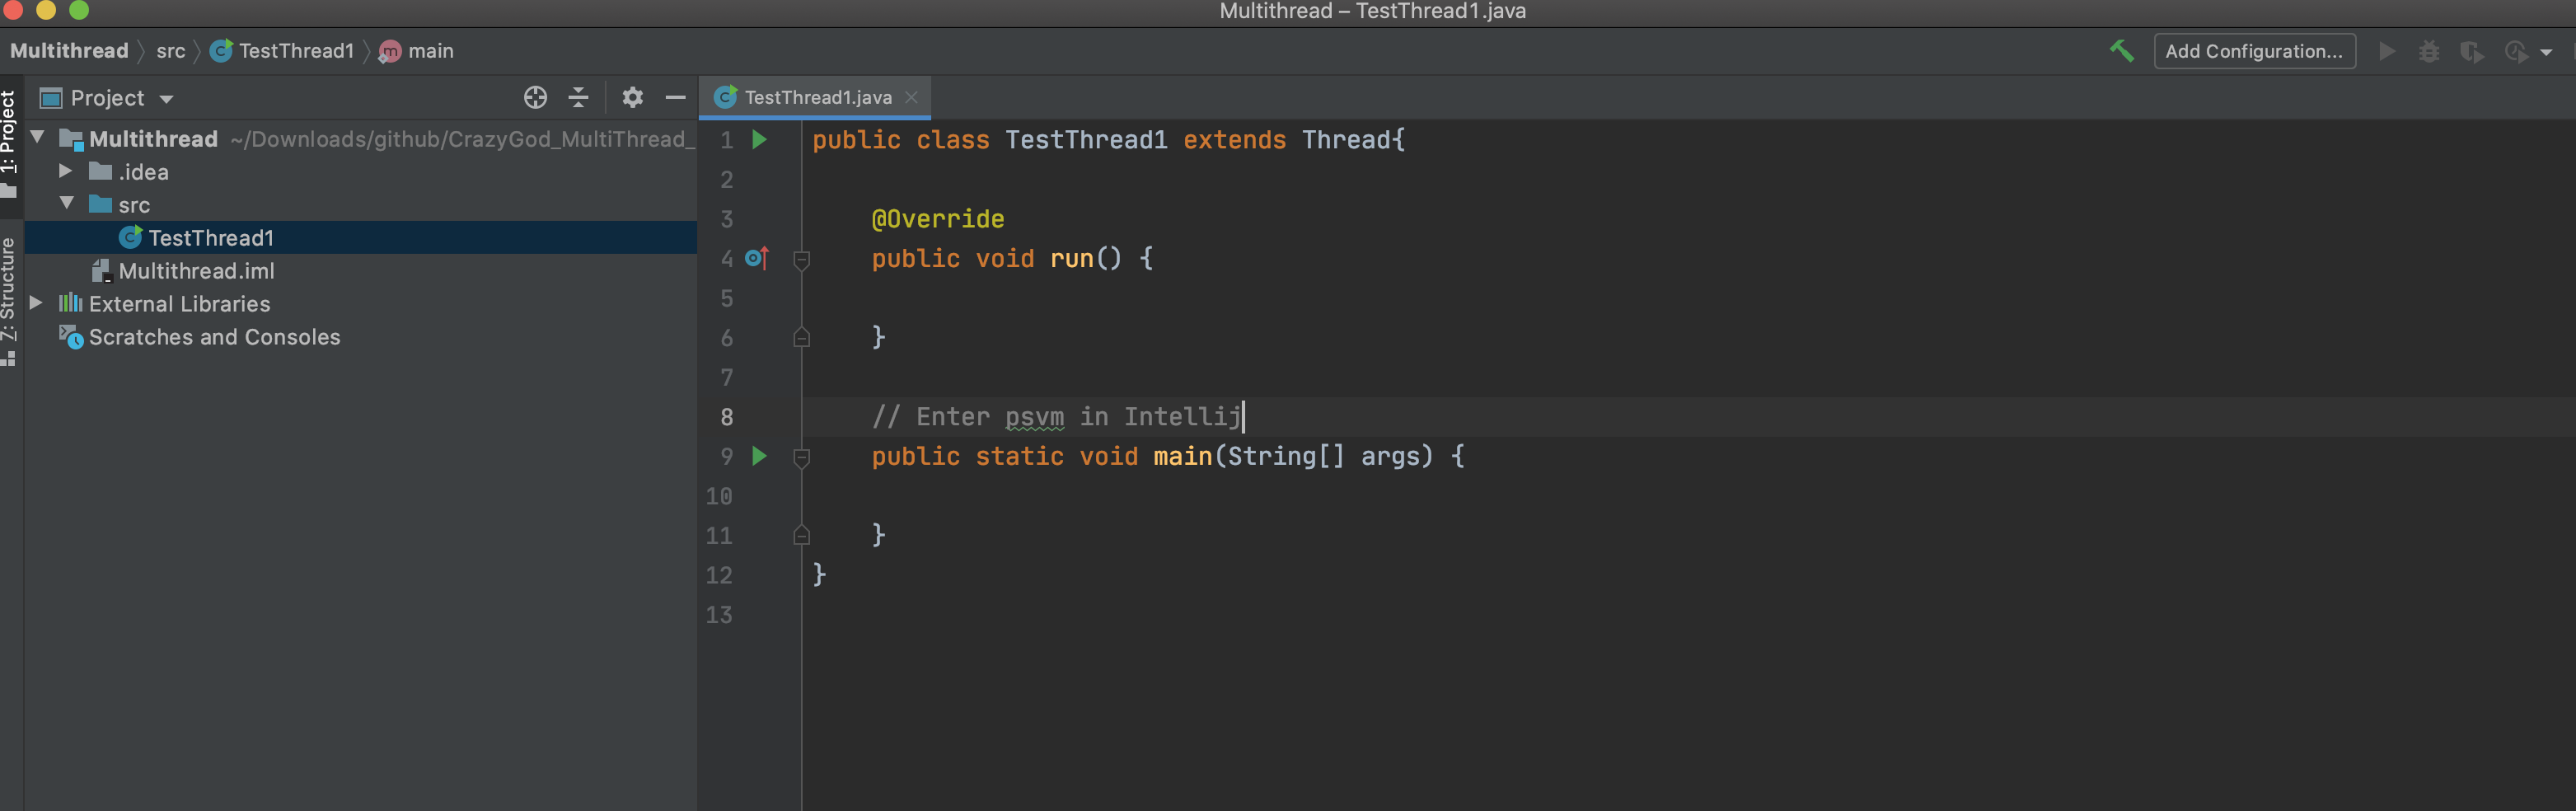 Multithread – TestThread1.java
Multithread src TestThread1 m main
Add Configuration...
1: Project
Project
TestThread1.java
Multithread ~/Downloads/github/CrazyGod_MultiThread_
.idea
src
TestThread1
Multithread.iml
External Libraries
Scratches and Consoles
7: Structure
1 public class TestThread1 extends Thread{
2
3 @Override
4 public void run() {
5
6 }
7
8 // Enter psvm in Intellij
9 public static void main(String[] args) {
10
11 }
12 }
13